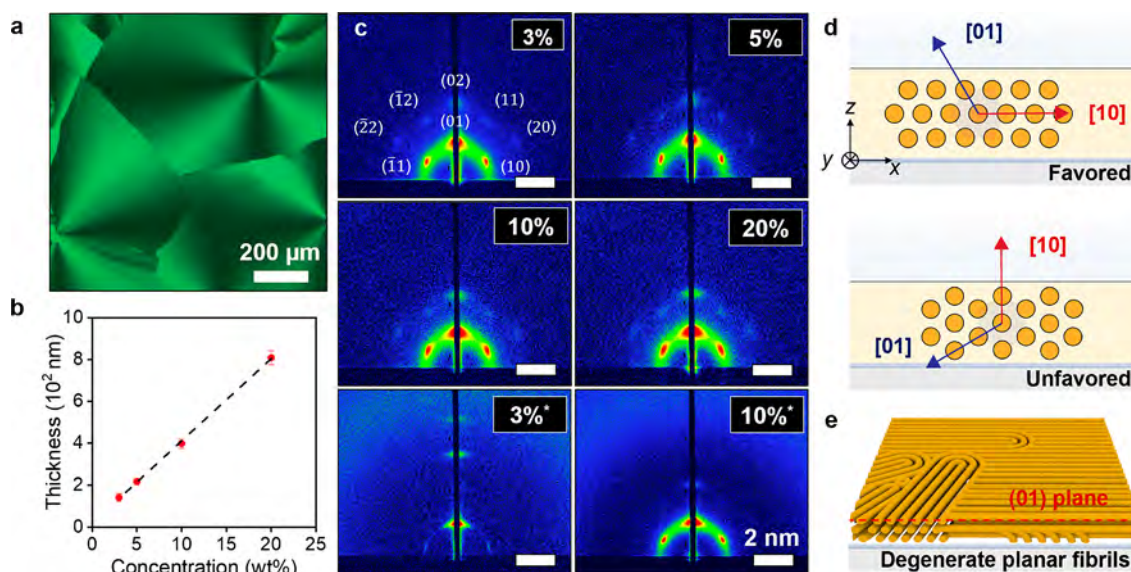 a
200 µm
b
Thickness (10² nm)
10
8
6
4
2
0
0 5 10 15 20 25
Concentration (wt%)
c
3%
(02)
(1̅2) (11)
(2̅2) (01) (20)
(1̅1) (10)
5%
10%
20%
3%*
10%*
2 nm
d
[01]
[10]
z
y x
Favored
[10]
[01]
Unfavored
e
(01) plane
Degenerate planar fibrils